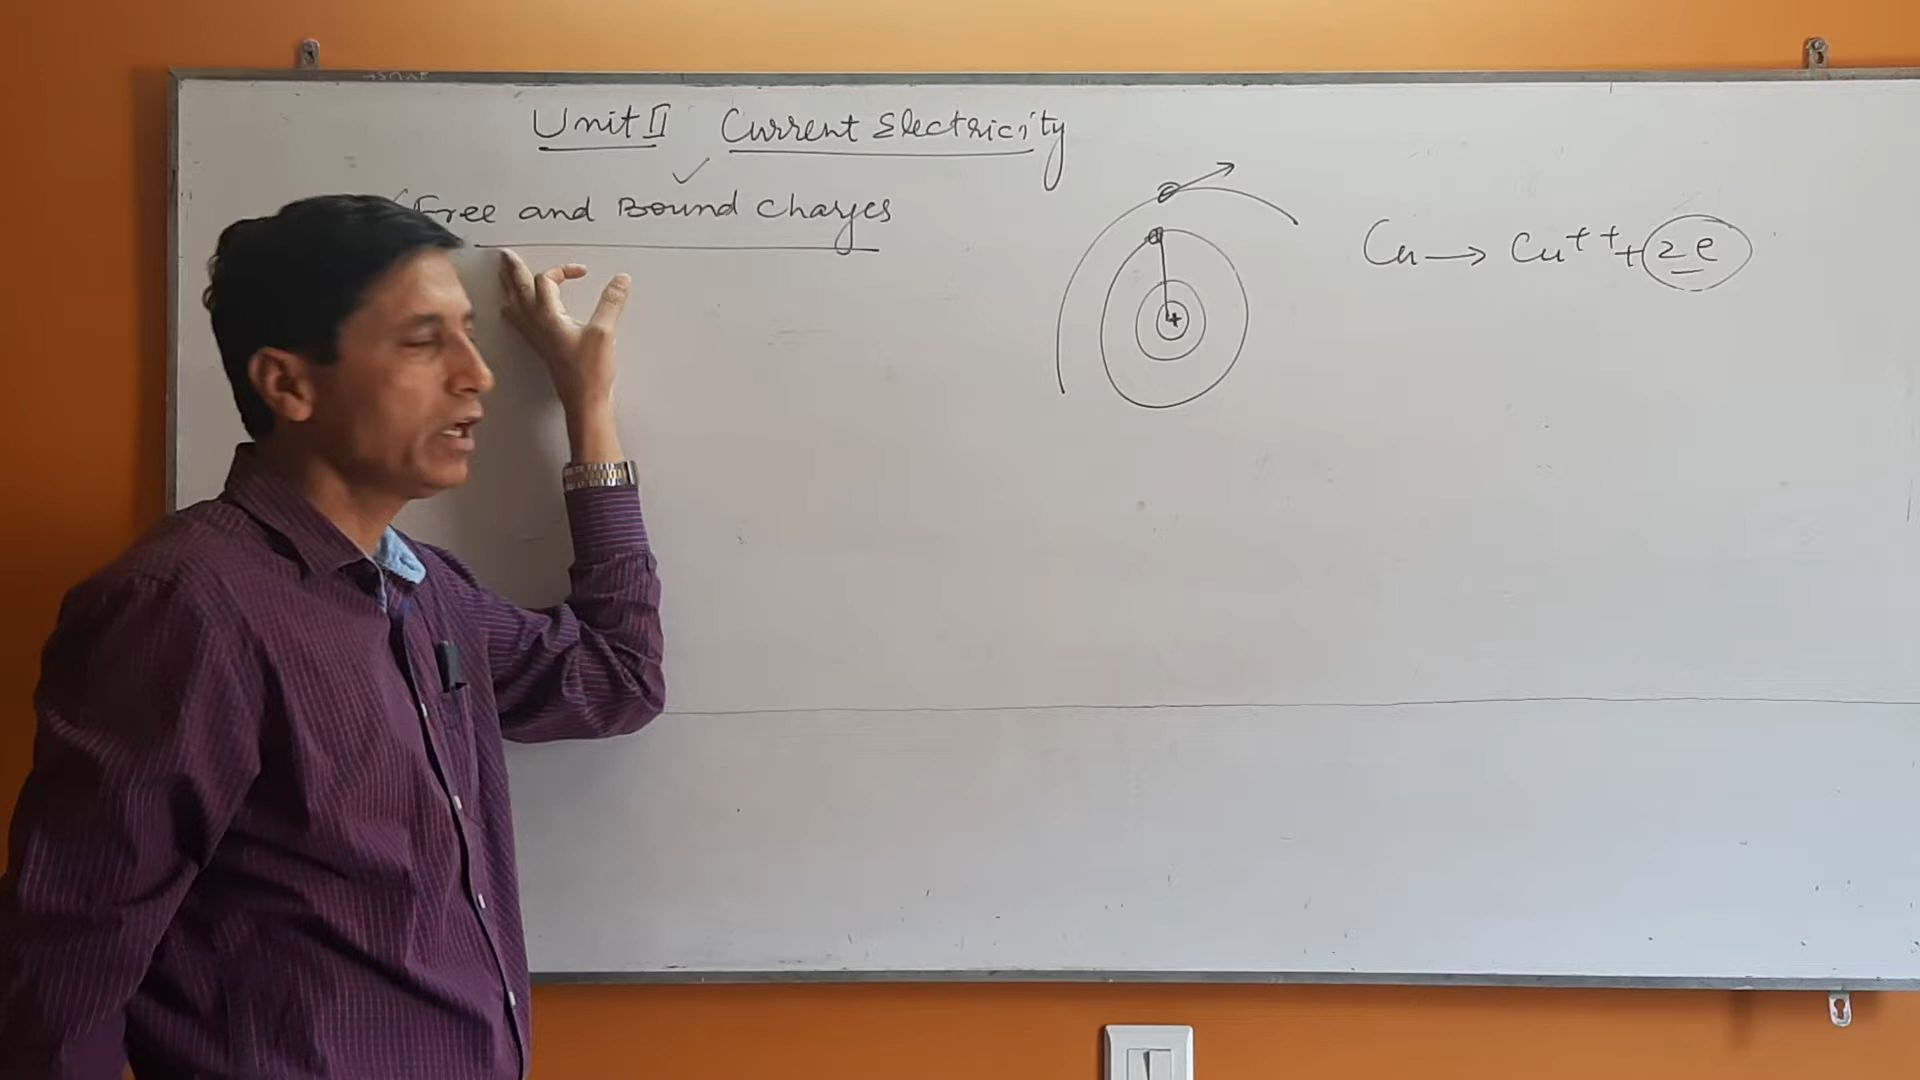 Unit II Current Electricity
Free and Bound Charges
Cu → Cu⁺⁺ + 2e
+